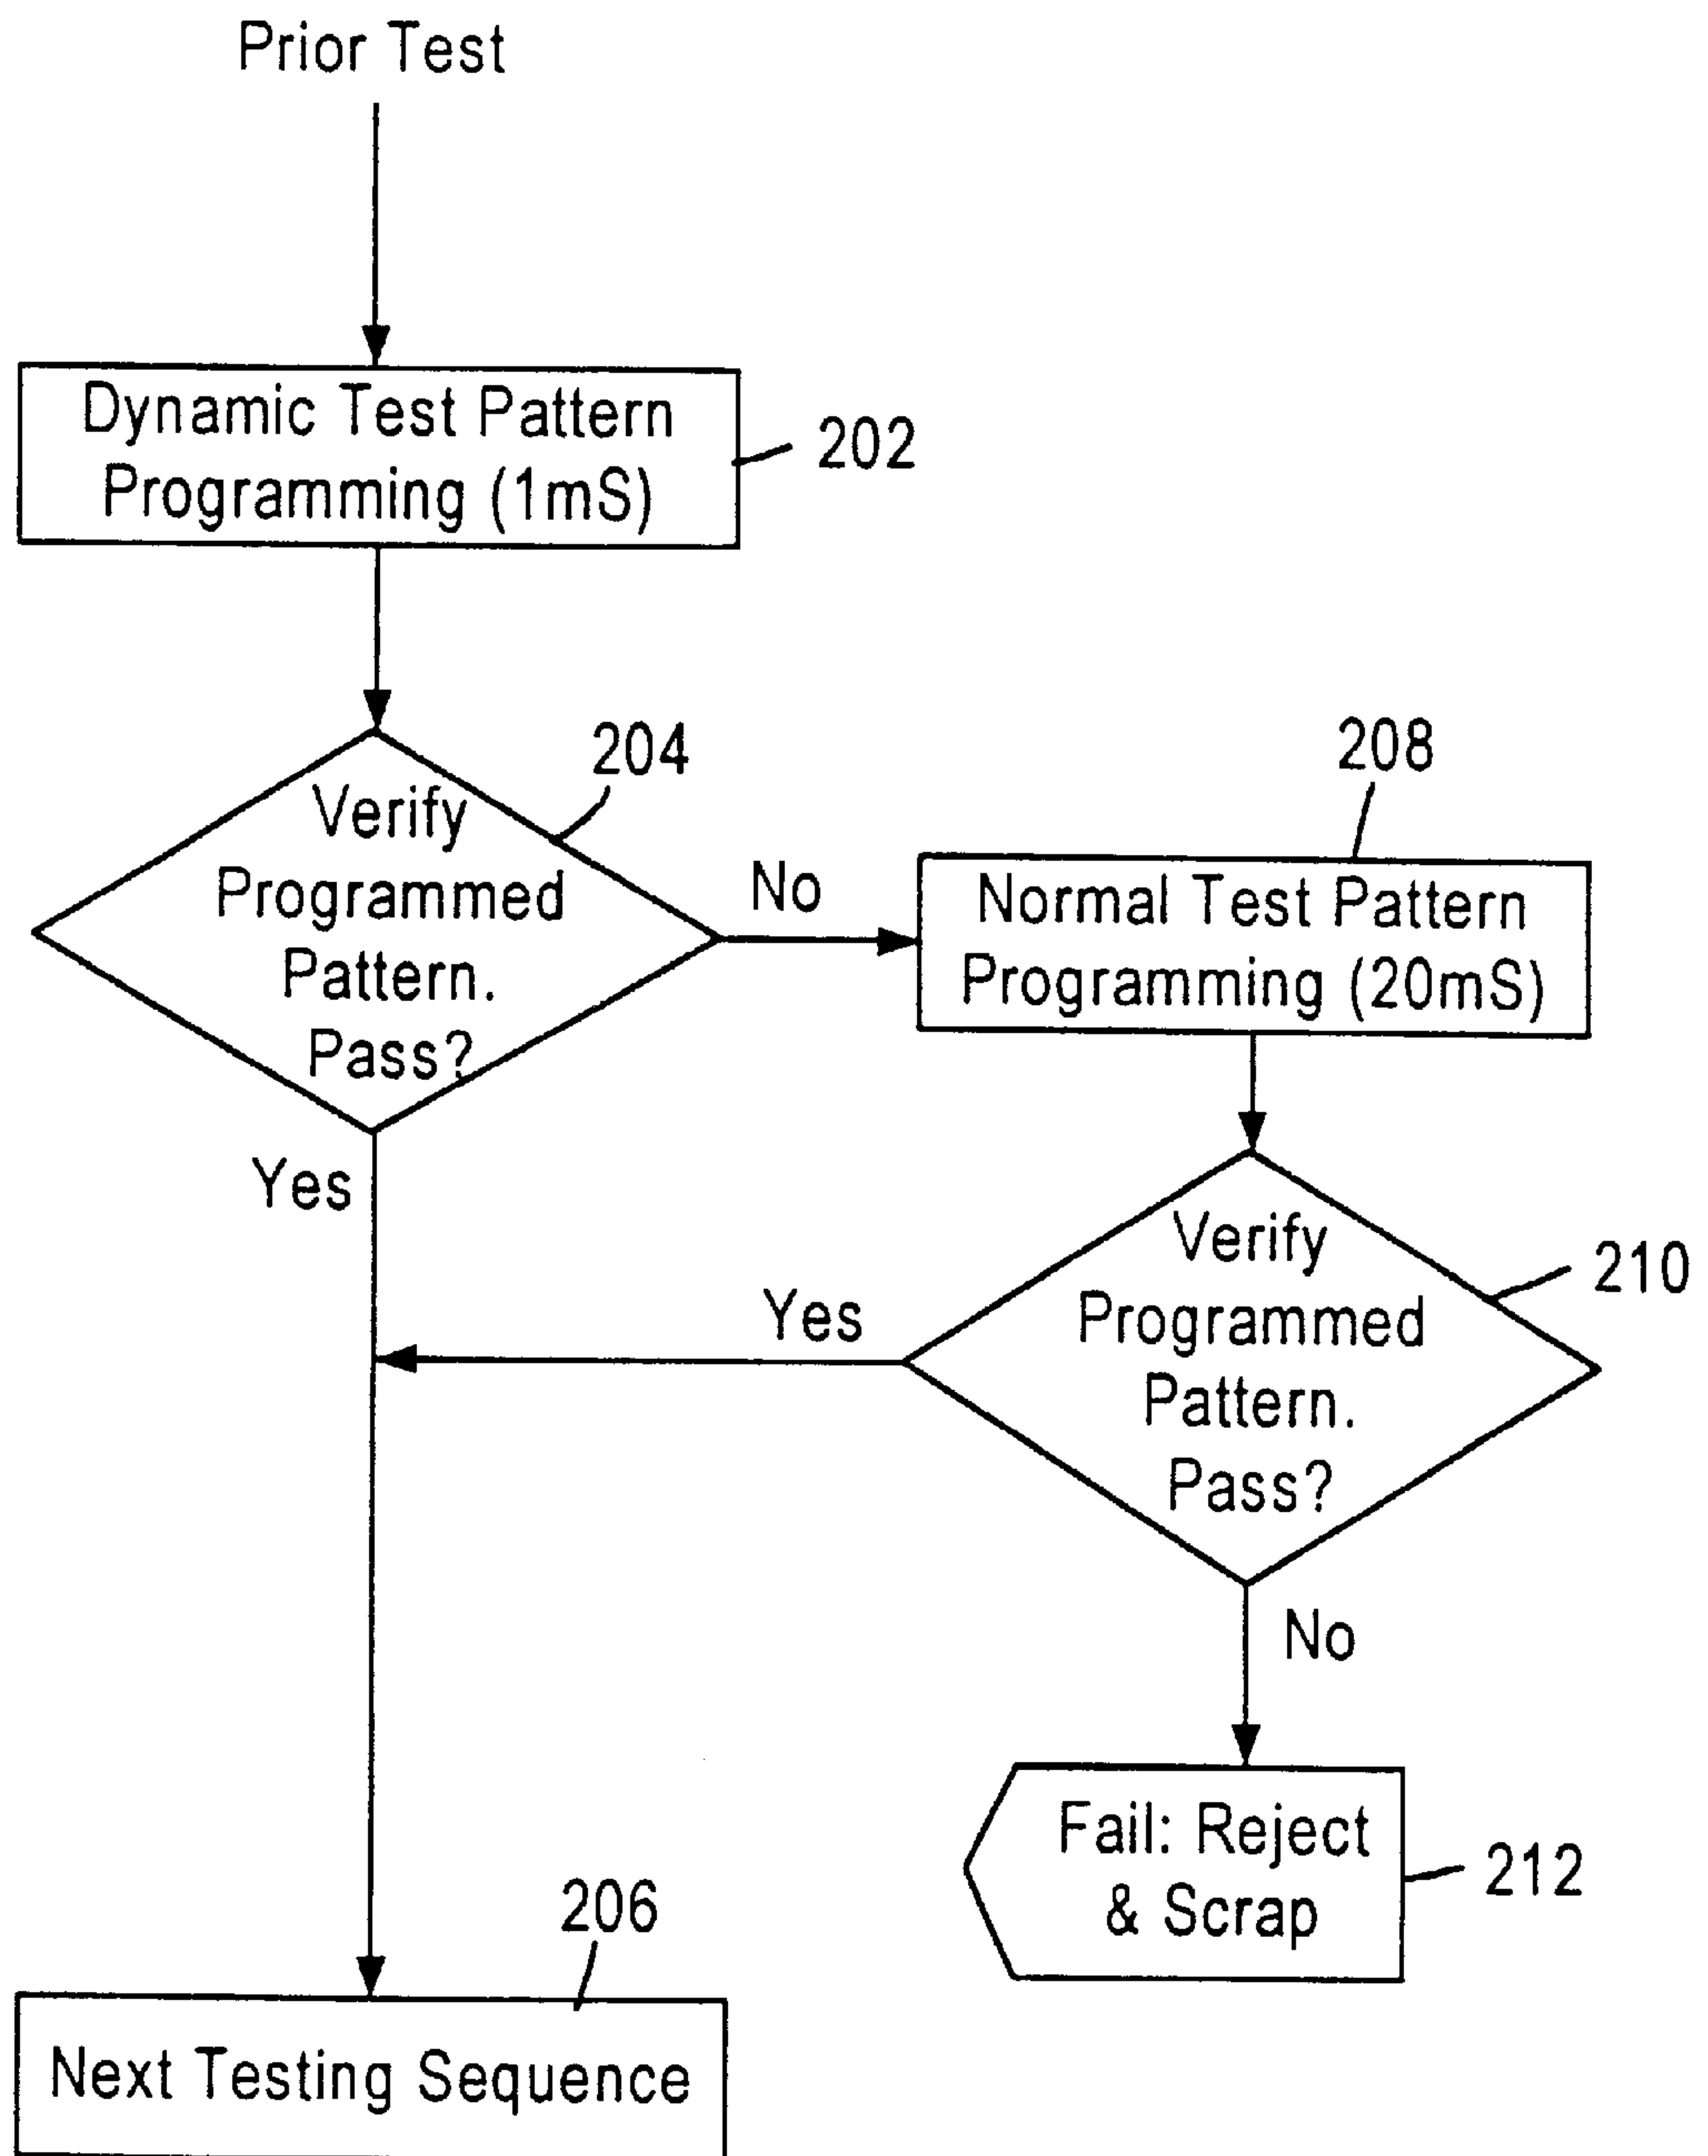 Prior Test
Dynamic Test Pattern
Programming (1mS)
202
Verify
Programmed
Pattern.
Pass?
204
No
Yes
208
Normal Test Pattern
Programming (20mS)
Verify
Programmed
Pattern.
Pass?
210
Yes
No
Fail: Reject
& Scrap
212
206
Next Testing Sequence